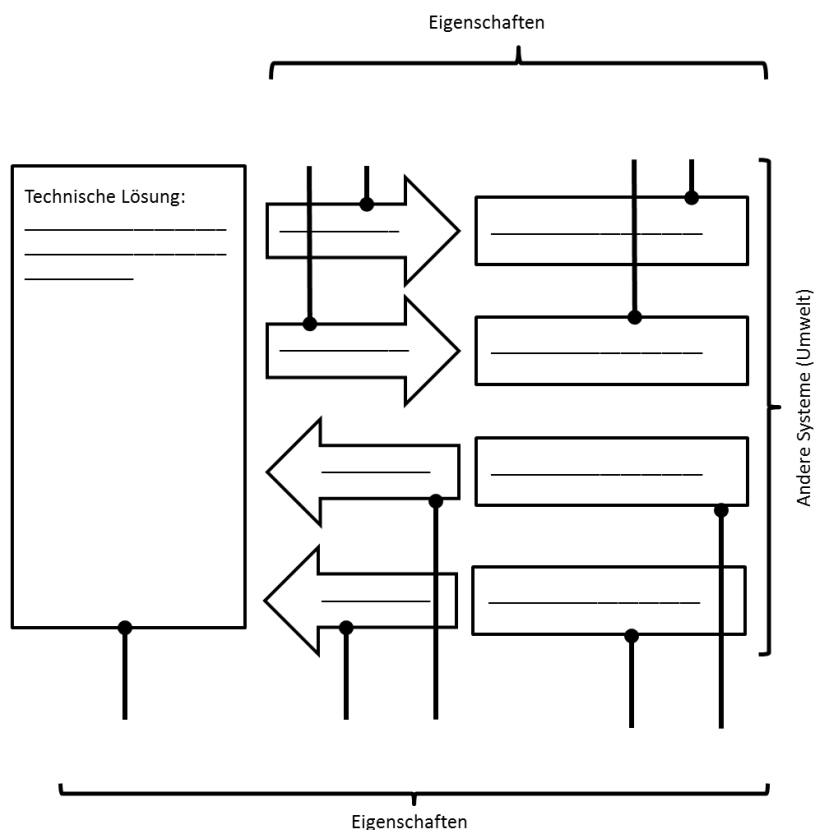 Eigenschaften
Technische Lösung:
Andere Systeme (Umwelt)
Eigenschaften